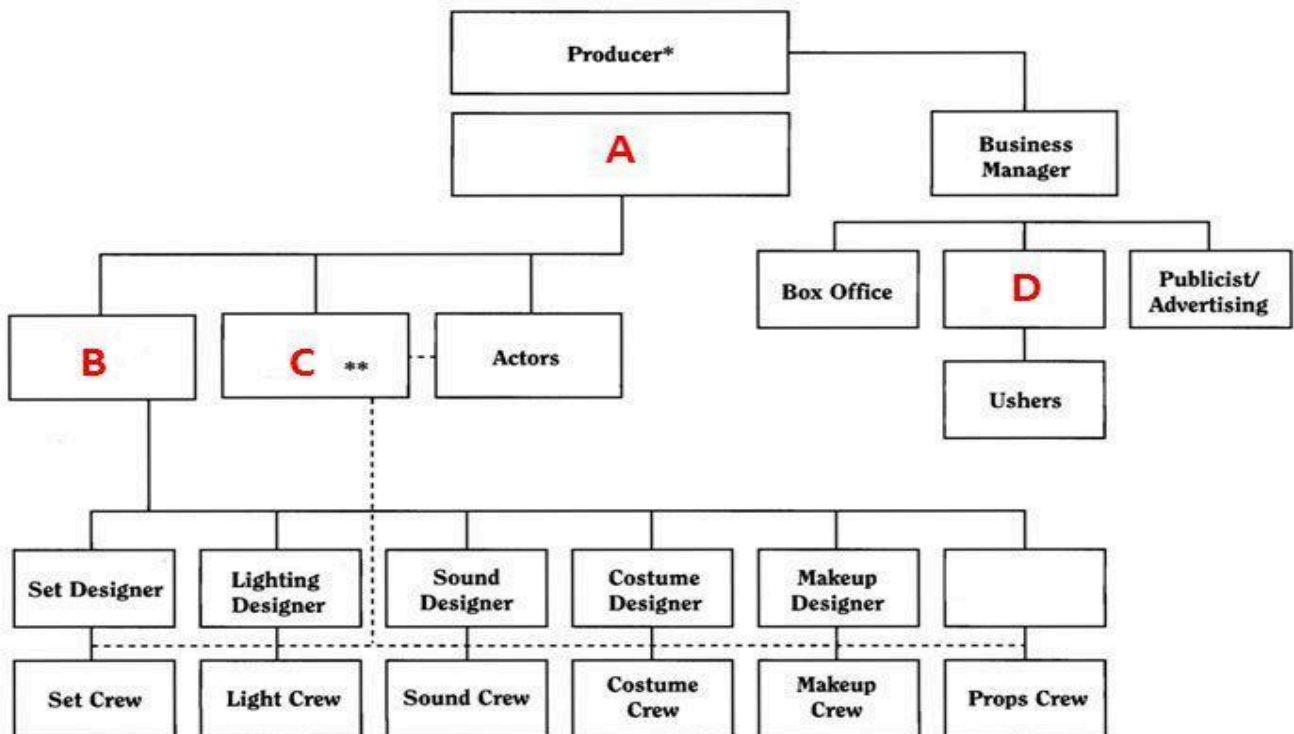 Producer*
A
Business
Manager
Box Office
D
Publicist/
Advertising
B
C **
Actors
Ushers
Set Designer
Lighting
Designer
Sound
Designer
Costume
Designer
Makeup
Designer
Set Crew
Light Crew
Sound Crew
Costume
Crew
Makeup
Crew
Props Crew